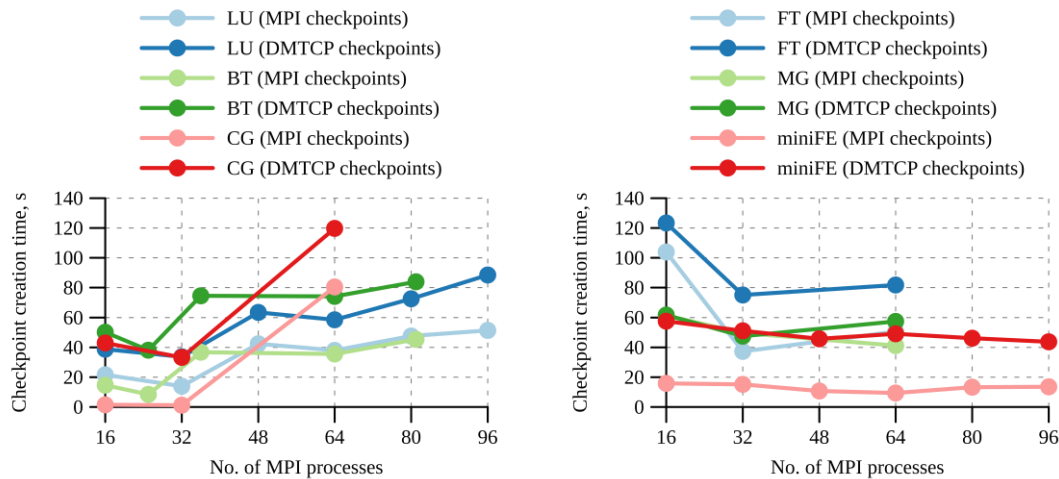 LU (MPI checkpoints)
LU (DMTCP checkpoints)
BT (MPI checkpoints)
BT (DMTCP checkpoints)
CG (MPI checkpoints)
CG (DMTCP checkpoints)
Checkpoint creation time, s
140
120
100
80
60
40
20
0
16 32 48 64 80 96
No. of MPI processes
FT (MPI checkpoints)
FT (DMTCP checkpoints)
MG (MPI checkpoints)
MG (DMTCP checkpoints)
miniFE (MPI checkpoints)
miniFE (DMTCP checkpoints)
Checkpoint creation time, s
140
120
100
80
60
40
20
0
16 32 48 64 80 96
No. of MPI processes